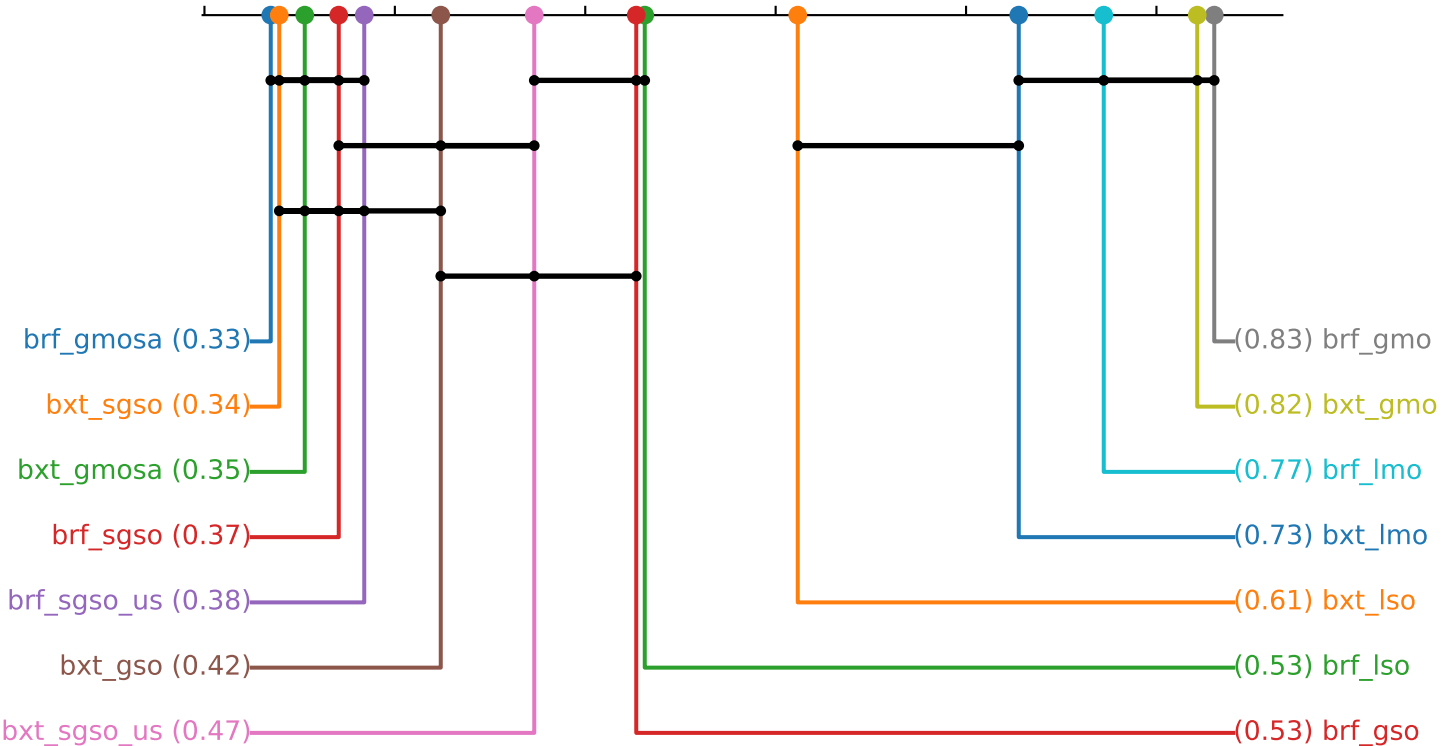 brf_gmosa (0.33)
(0.83) brf_gmo
bxt_sgso (0.34)
(0.82) bxt_gmo
bxt_gmosa (0.35)
(0.77) brf_lmo
brf_sgso (0.37)
(0.73) bxt_lmo
brf_sgso_us (0.38)
(0.61) bxt_lso
bxt_gso (0.42)
(0.53) brf_lso
bxt_sgso_us (0.47)
(0.53) brf_gso